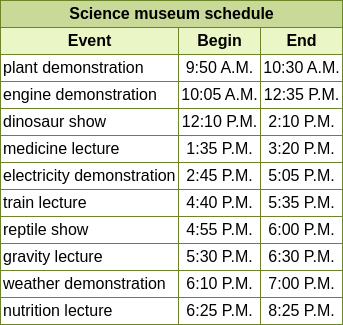 Science museum schedule
Event Begin End
plant demonstration 9:50 A.M. 10:30 A.M.
engine demonstration 10:05 A.M. 12:35 P.M.
dinosaur show 12:10 P.M. 2:10 P.M.
medicine lecture 1:35 P.M. 3:20 P.M.
electricity demonstration 2:45 P.M. 5:05 P.M.
train lecture 4:40 P.M. 5:35 P.M.
reptile show 4:55 P.M. 6:00 P.M.
gravity lecture 5:30 P.M. 6:30 P.M.
weather demonstration 6:10 P.M. 7:00 P.M.
nutrition lecture 6:25 P.M. 8:25 P.M.